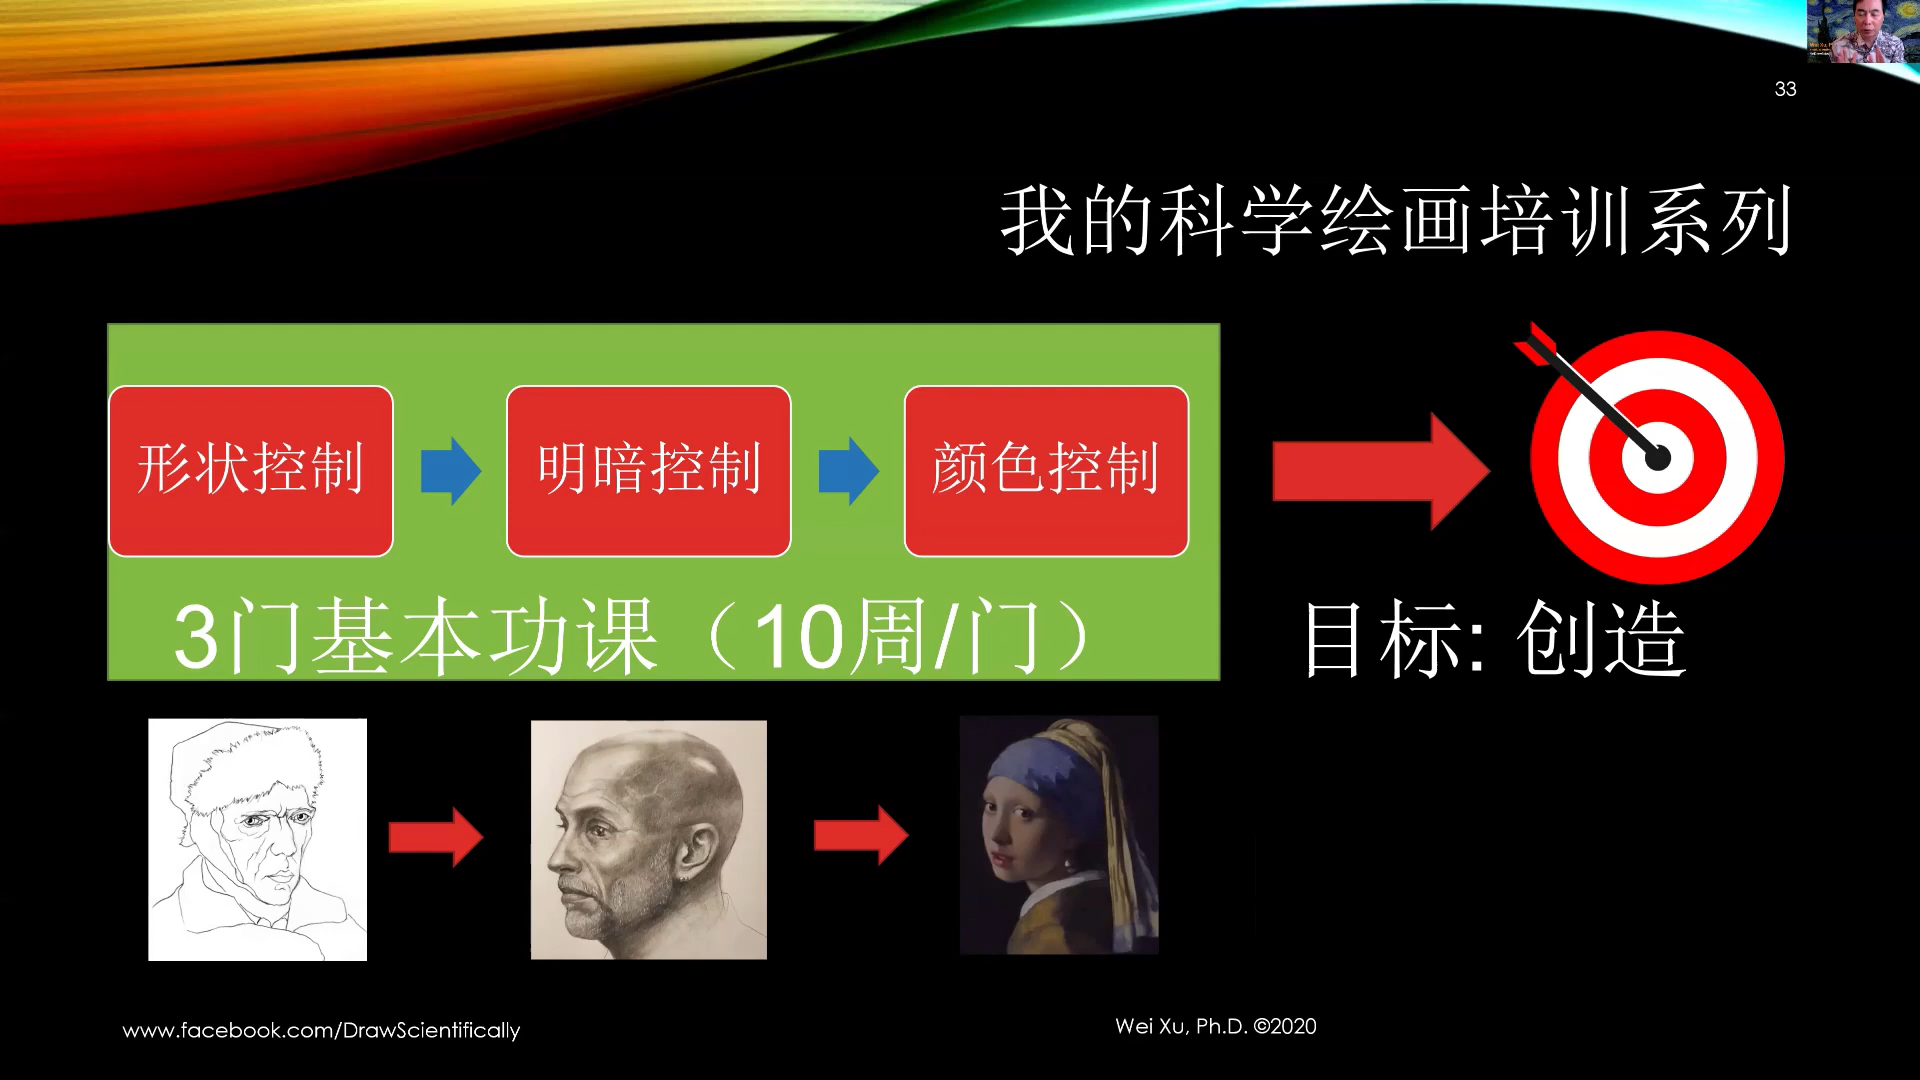 33
我的科学绘画培训系列
形状控制
明暗控制
颜色控制
3门基本功课（10周/门）
目标: 创造
www.facebook.com/DrawScientifically
Wei Xu, Ph.D. ©2020